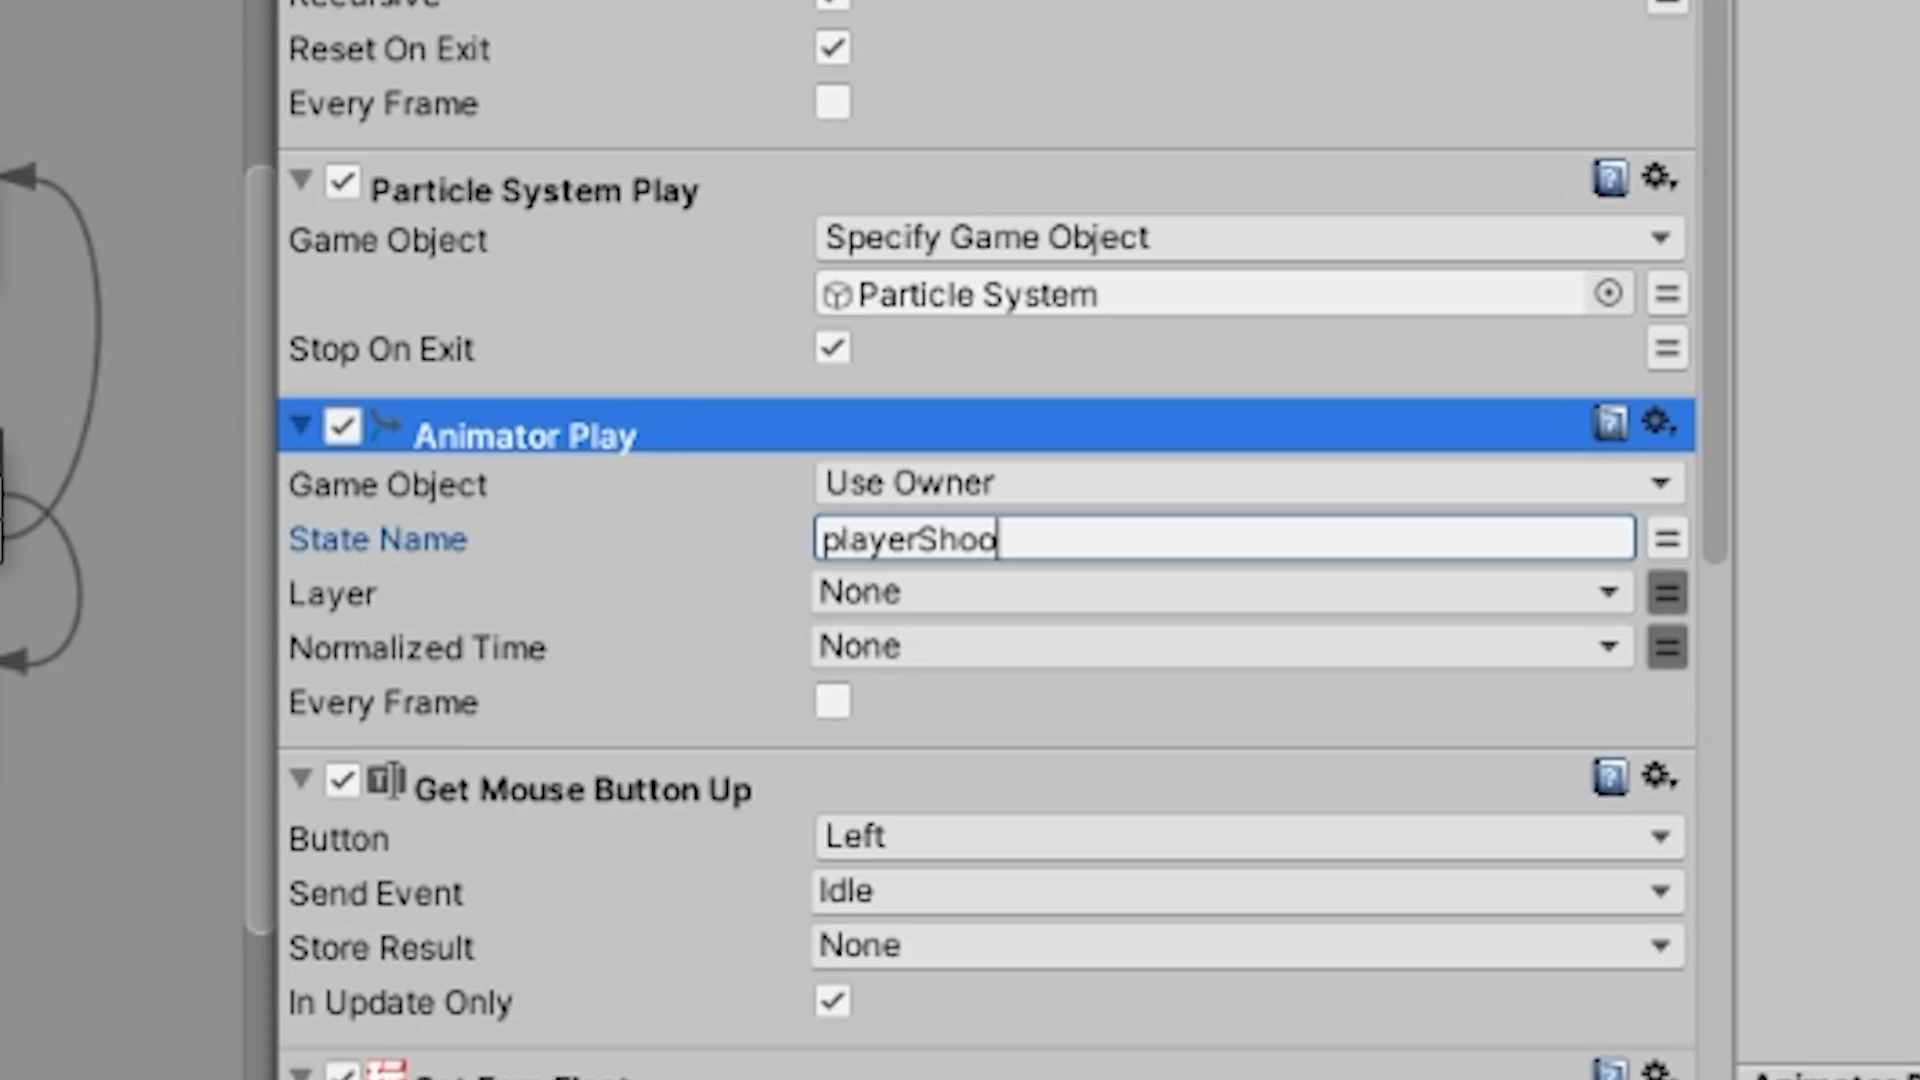 Recursive
Reset On Exit
Every Frame
Particle System Play
Game Object Specify Game Object
Particle System
Stop On Exit
Animator Play
Game Object Use Owner
State Name playerShoo
Layer None
Normalized Time None
Every Frame
Get Mouse Button Up
Button Left
Send Event Idle
Store Result None
In Update Only